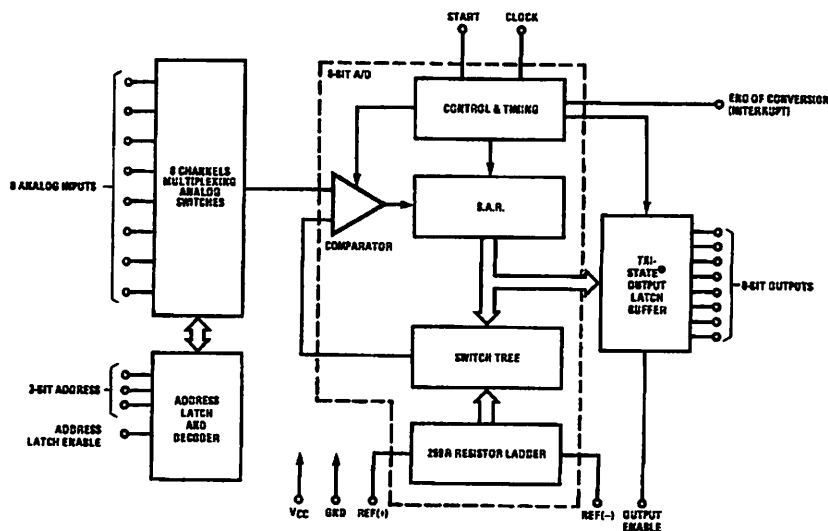 START
CLOCK
8-BIT A/D
CONTROL & TIMING
END OF CONVERSION
(INTERRUPT)
8 ANALOG INPUTS
8 CHANNELS
MULTIPLEXING
ANALOG
SWITCHES
S.A.R.
COMPARATOR
TRI-
STATE®
OUTPUT
LATCH
BUFFER
8-BIT OUTPUTS
SWITCH TREE
3-BIT ADDRESS
ADDRESS
LATCH
AND
DECODER
ADDRESS
LATCH ENABLE
256R RESISTOR LADDER
VCC
GND
REF(+)
REF(−)
OUTPUT
ENABLE